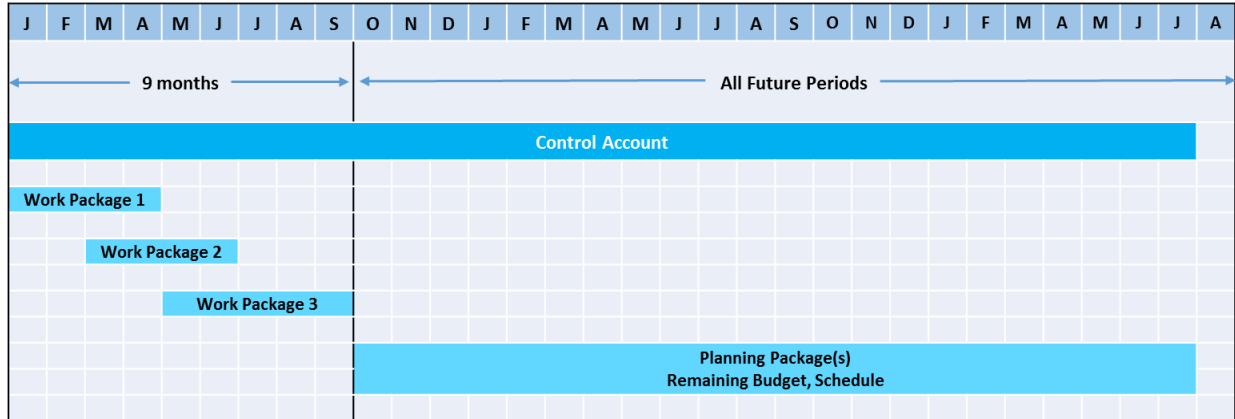 J F M A M J J A S O N D J F M A M J J A S O N D J F M A M J J A
9 months All Future Periods
Control Account
Work Package 1
Work Package 2
Work Package 3
Planning Package(s)
Remaining Budget, Schedule